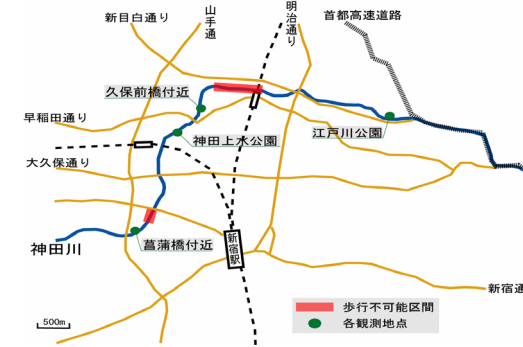 新目白通り
山手通
明治通り
首都高速道路
久保前橋付近
早稲田通り
神田上水公園
江戸川公園
大久保通り
神田川
菖蒲橋付近
新宿駅
新宿通
歩行不可能区間
各観測地点
500m